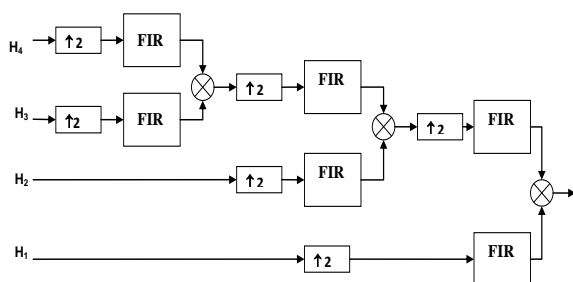 H₄ ↑2 FIR
H₃ ↑2 FIR ↑2 FIR ↑2 FIR
H₂ ↑2 FIR
H₁ ↑2 FIR